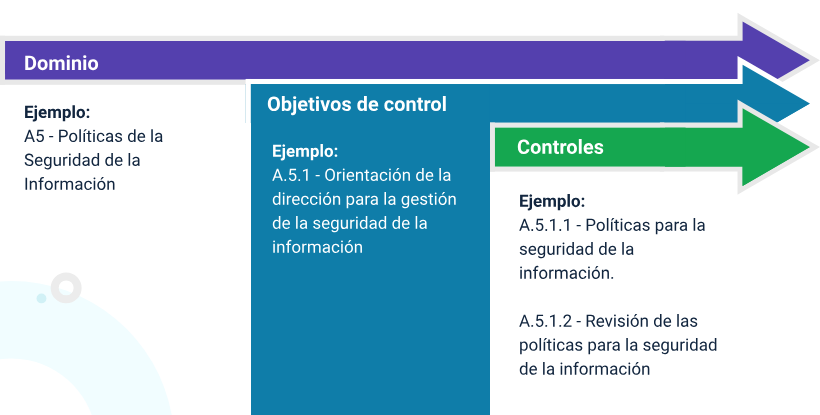 Dominio
Ejemplo:
A5 - Políticas de la
Seguridad de la
Información
Objetivos de control
Ejemplo:
A.5.1 - Orientación de la
dirección para la gestión
de la seguridad de la
información
Controles
Ejemplo:
A.5.1.1 - Políticas para la
seguridad de la
información.
A.5.1.2 - Revisión de las
políticas para la seguridad
de la información